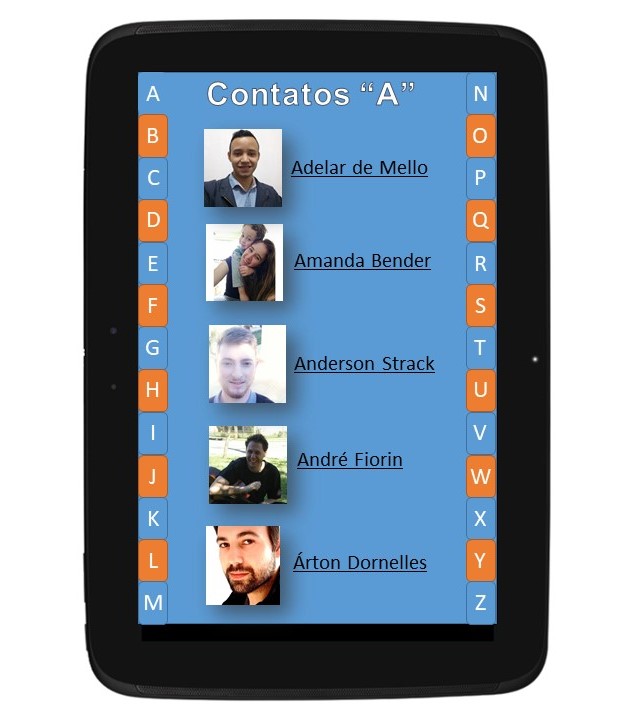 Contatos “A”
A
B
C
D
E
F
G
H
I
J
K
L
M
Adelar de Mello
Amanda Bender
Anderson Strack
André Fiorin
Árton Dornelles
N
O
P
Q
R
S
T
U
V
W
X
Y
Z